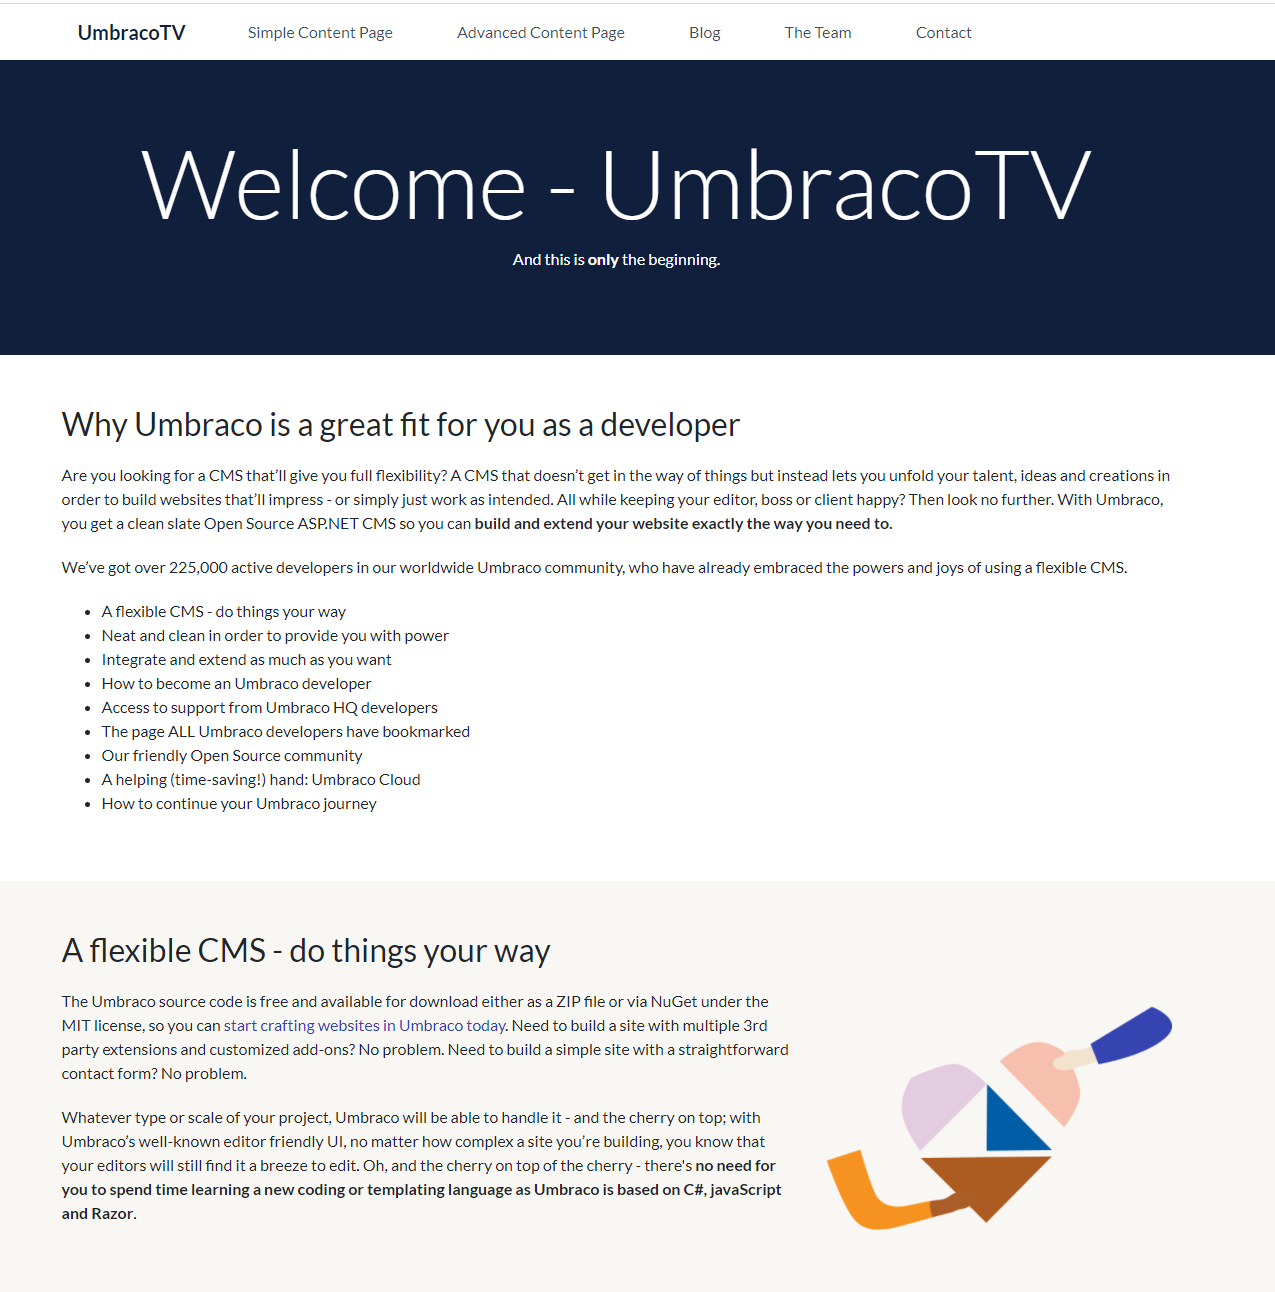 UmbracoTV
Simple Content Page
Advanced Content Page
Blog
The Team
Contact
Welcome - UmbracoTV
And this is only the beginning.
Why Umbraco is a great fit for you as a developer
Are you looking for a CMS that’ll give you full flexibility? A CMS that doesn’t get in the way of things but instead lets you unfold your talent, ideas and creations in
order to build websites that’ll impress - or simply just work as intended. All while keeping your editor, boss or client happy? Then look no further. With Umbraco,
you get a clean slate Open Source ASP.NET CMS so you can build and extend your website exactly the way you need to.
We’ve got over 225,000 active developers in our worldwide Umbraco community, who have already embraced the powers and joys of using a flexible CMS.
• A flexible CMS - do things your way
• Neat and clean in order to provide you with power
• Integrate and extend as much as you want
• How to become an Umbraco developer
• Access to support from Umbraco HQ developers
• The page ALL Umbraco developers have bookmarked
• Our friendly Open Source community
• A helping (time-saving!) hand: Umbraco Cloud
• How to continue your Umbraco journey
A flexible CMS - do things your way
The Umbraco source code is free and available for download either as a ZIP file or via NuGet under the
MIT license, so you can start crafting websites in Umbraco today. Need to build a site with multiple 3rd
party extensions and customized add-ons? No problem. Need to build a simple site with a straightforward
contact form? No problem.
Whatever type or scale of your project, Umbraco will be able to handle it - and the cherry on top; with
Umbraco’s well-known editor friendly UI, no matter how complex a site you’re building, you know that
your editors will still find it a breeze to edit. Oh, and the cherry on top of the cherry - there's no need for
you to spend time learning a new coding or templating language as Umbraco is based on C#, javaScript
and Razor.